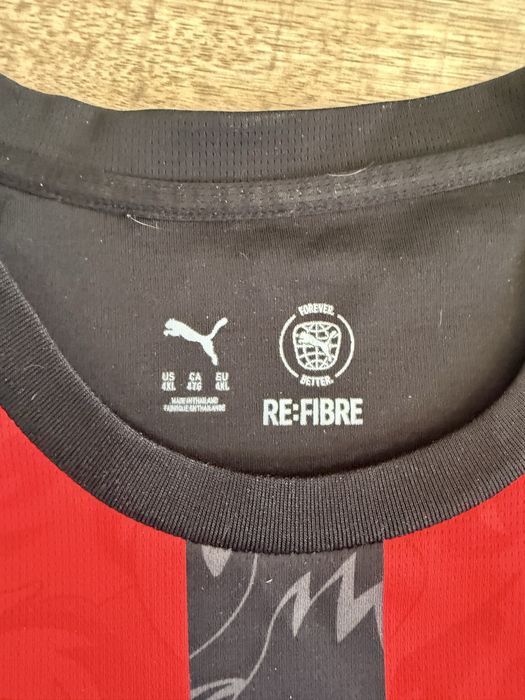 FOREVER.
BETTER.
US CA EU
4XL 4TG 4XL
MADE IN THAILAND
FABRIQUÉ EN THAÏLANDE
RE:FIBRE